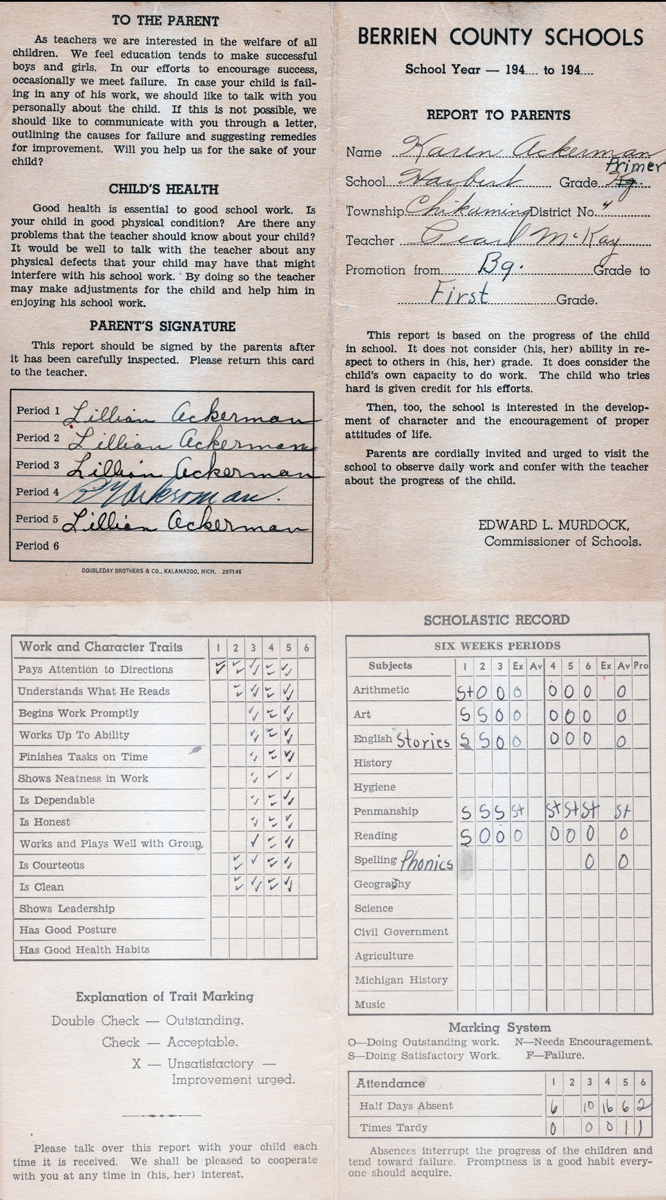 TO THE PARENT
As teachers we are interested in the welfare of all
children. We feel education tends to make successful
boys and girls. In our efforts to encourage success,
occasionally we meet failure. In case your child is fail-
ing in any of his work, we should like to talk with you
personally about the child. If this is not possible, we
should like to communicate with you through a letter,
outlining the causes for failure and suggesting remedies
for improvement. Will you help us for the sake of your
child?
CHILD'S HEALTH
Good health is essential to good school work. Is
your child in good physical condition? Are there any
problems that the teacher should know about your child?
It would be well to talk with the teacher about any
physical defects that your child may have that might
interfere with his school work. By doing so the teacher
may make adjustments for the child and help him in
enjoying his school work.
PARENT'S SIGNATURE
This report should be signed by the parents after
it has been carefully inspected. Please return this card
to the teacher.
Period 1 Lillian Ackerman
Period 2 Lillian Ackerman
Period 3 Lillian Ackerman
Period 4 Ackerman.
Period 5 Lillian Ackerman
Period 6
DOUBLEDAY BROTHERS & CO., KALAMAZOO, MICH. 269146
BERRIEN COUNTY SCHOOLS
School Year — 194.... to 194....
REPORT TO PARENTS
Name Karen Ackerman
Primer
School Harbert Grade
Township Chikaming District No. 4
Teacher Pearl McKay
Promotion from Bg. Grade to
First Grade.
This report is based on the progress of the child
in school. It does not consider (his, her) ability in re-
spect to others in (his, her) grade. It does consider the
child's own capacity to do work. The child who tries
hard is given credit for his efforts.
Then, too, the school is interested in the develop-
ment of character and the encouragement of proper
attitudes of life.
Parents are cordially invited and urged to visit the
school to observe daily work and confer with the teacher
about the progress of the child.
EDWARD L. MURDOCK,
Commissioner of Schools.
Work and Character Traits 1 2 3 4 5 6
Pays Attention to Directions
Understands What He Reads
Begins Work Promptly
Works Up To Ability
Finishes Tasks on Time
Shows Neatness in Work
Is Dependable
Is Honest
Works and Plays Well with Group
Is Courteous
Is Clean
Shows Leadership
Has Good Posture
Has Good Health Habits
Explanation of Trait Marking
Double Check — Outstanding.
Check — Acceptable.
X — Unsatisfactory —
Improvement urged.
Please talk over this report with your child each
time it is received. We shall be pleased to cooperate
with you at any time in (his, her) interest.
SCHOLASTIC RECORD
SIX WEEKS PERIODS
Subjects 1 2 3 Ex Av 4 5 6 Ex Av Pro
Arithmetic S+ O O O O O O O
Art S S O O O O O O
English Stories S S O O O O O O
History
Hygiene
Penmanship S S S S+ S+ S+ S+ S+
Reading S O O O O O O O
Spelling Phonics O O
Geography
Science
Civil Government
Agriculture
Michigan History
Music
Marking System
O—Doing Outstanding work. N—Needs Encouragement.
S—Doing Satisfactory Work. F—Failure.
Attendance 1 2 3 4 5 6
Half Days Absent 6 10 16 6 2
Times Tardy 0 0 0 1 1
Absences interrupt the progress of the children and
tend toward failure. Promptness is a good habit every-
one should acquire.